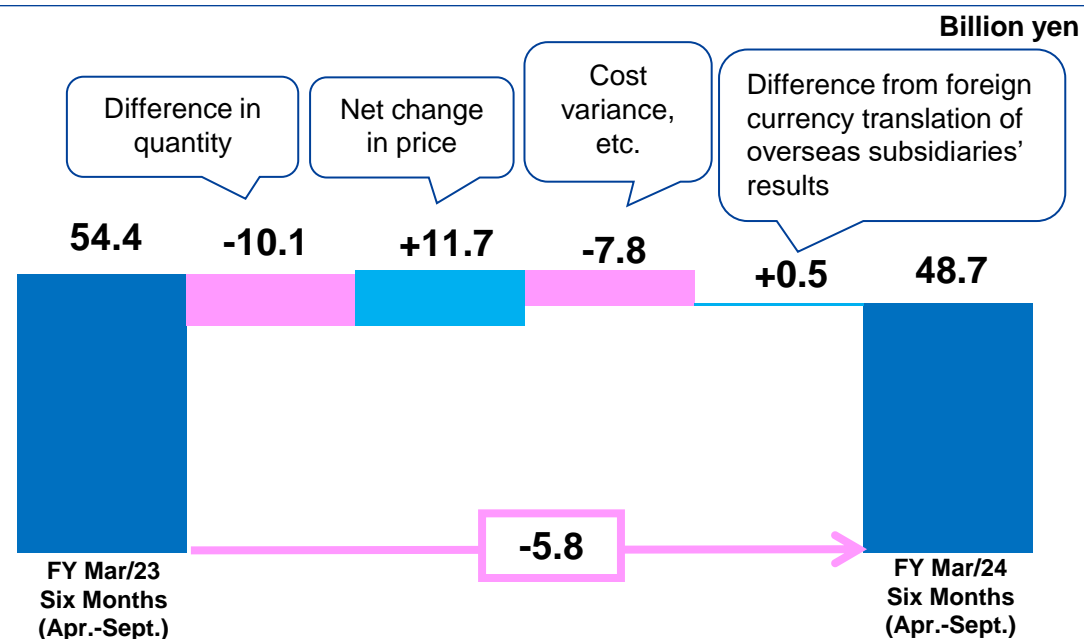 Billion yen
Difference in
quantity
Net change
in price
Cost
variance,
etc.
Difference from foreign
currency translation of
overseas subsidiaries’
results
54.4
-10.1
+11.7
-7.8
+0.5
48.7
-5.8
FY Mar/23
Six Months
(Apr.-Sept.)
FY Mar/24
Six Months
(Apr.-Sept.)